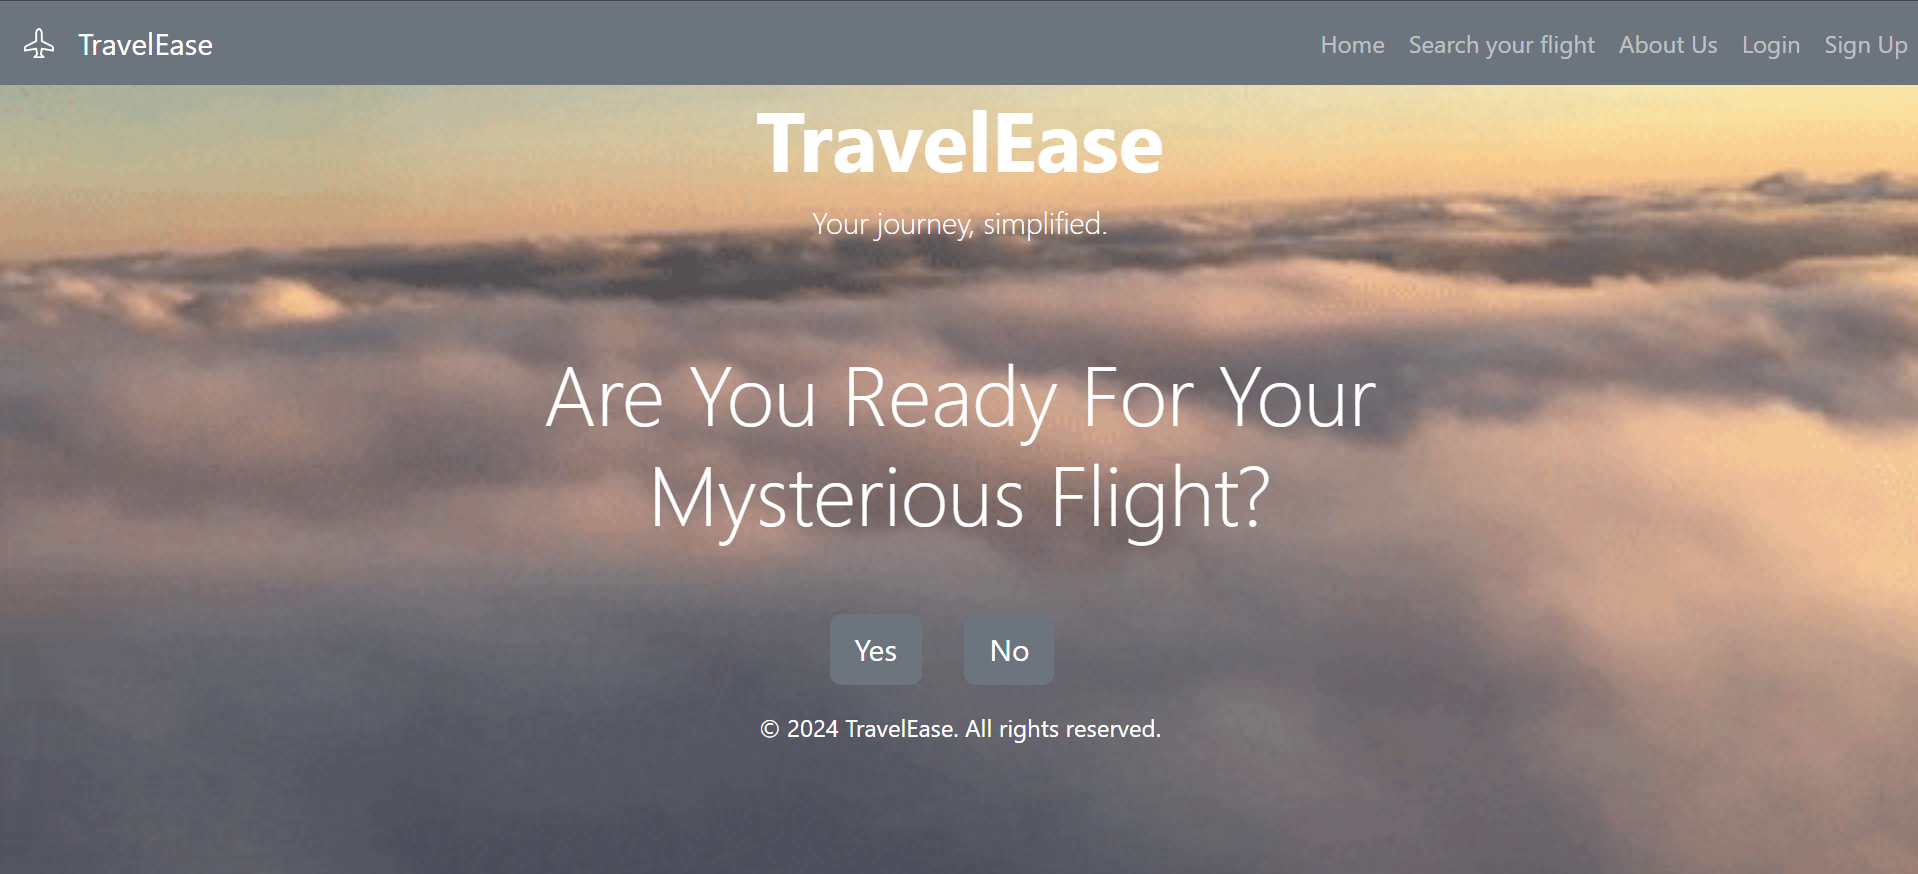 TravelEase
Home Search your flight About Us Login Sign Up
TravelEase
Your journey, simplified.
Are You Ready For Your
Mysterious Flight?
Yes No
© 2024 TravelEase. All rights reserved.